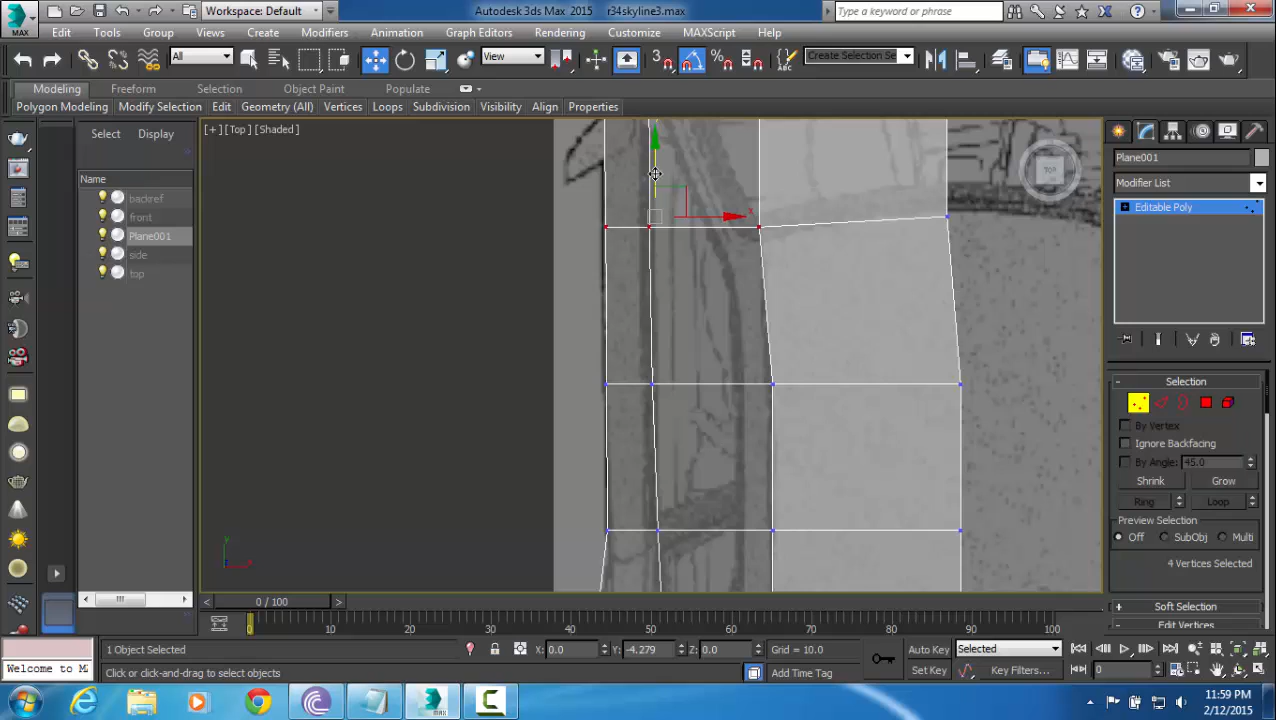 MAX
Workspace: Default
Autodesk 3ds Max 2015 r34skyline3.max
Type a keyword or phrase
Edit Tools Group Views Create Modifiers Animation Graph Editors Rendering Customize MAXScript Help
All View 3 Create Selection Se
Modeling Freeform Selection Object Paint Populate
Polygon Modeling Modify Selection Edit Geometry (All) Vertices Loops Subdivision Visibility Align Properties
Select Display
Name
backref
front
Plane001
side
top
[+] [Top] [Shaded]
x
y
TOP
Plane001
Modifier List
Editable Poly
Selection
By Vertex
Ignore Backfacing
By Angle: 45.0
Shrink Grow
Ring Loop
Preview Selection
Off SubObj Multi
4 Vertices Selected
Soft Selection
Edit Vertices
0 / 100
0 10 20 30 40 50 60 70 80 90 100
1 Object Selected X: 0.0 Y: -4.279 Z: 0.0 Grid = 10.0 Auto Key Selected
Welcome to M Click or click-and-drag to select objects Add Time Tag Set Key Key Filters... 0
11:59 PM
2/12/2015